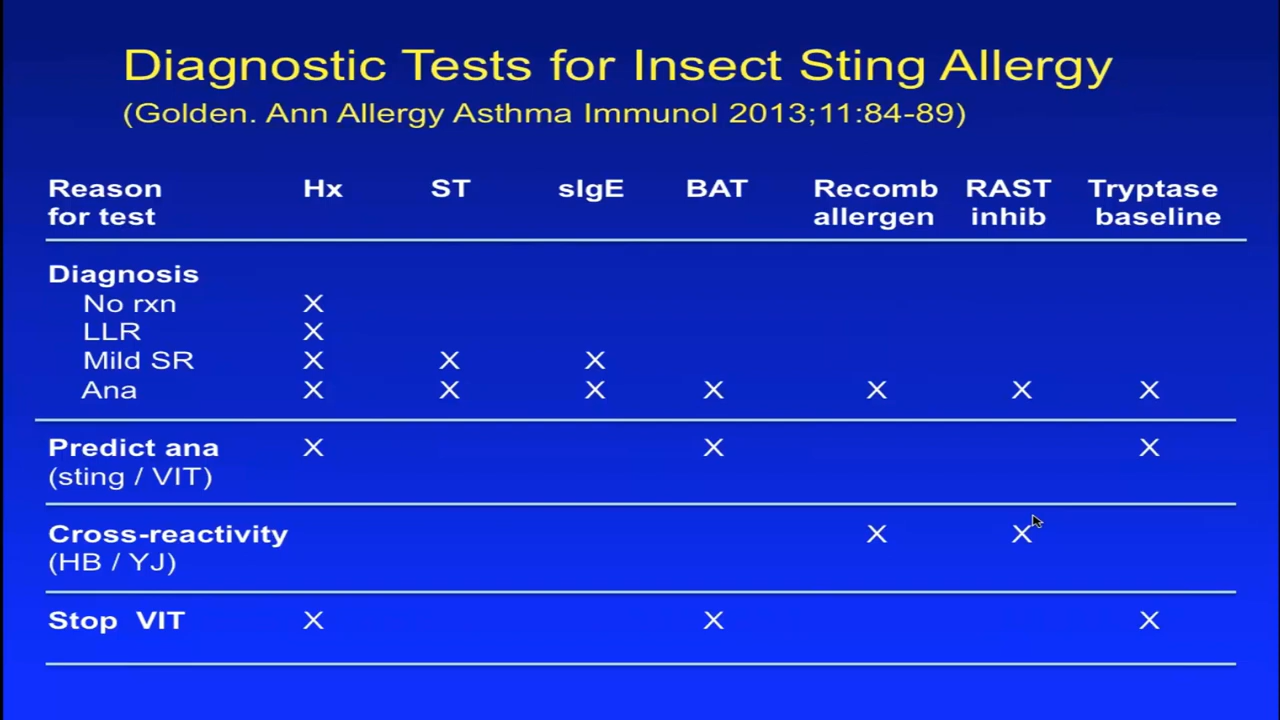 Diagnostic Tests for Insect Sting Allergy
(Golden. Ann Allergy Asthma Immunol 2013;11:84-89)
Reason for test Hx ST sIgE BAT Recomb allergen RAST inhib Tryptase baseline
Diagnosis
No rxn X
LLR X
Mild SR X X X
Ana X X X X X X X
Predict ana X X X
(sting / VIT)
Cross-reactivity X X
(HB / YJ)
Stop VIT X X X